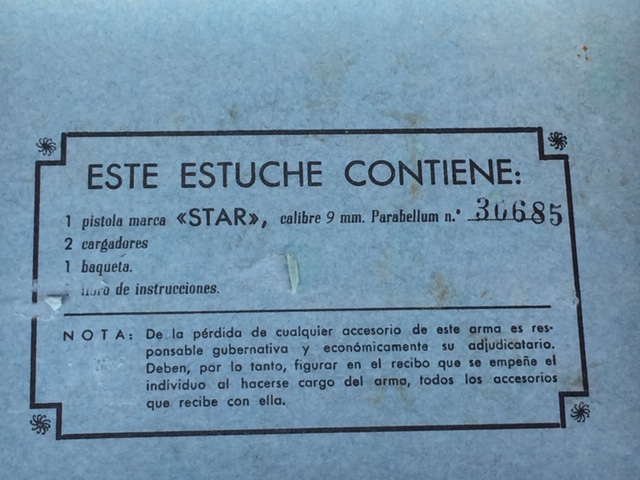 ESTE ESTUCHE CONTIENE:
1 pistola marca «STAR», calibre 9 mm. Parabellum n.° 30685
2 cargadores
1 baqueta.
libro de instrucciones.
NOTA: De la pérdida de cualquier accesorio de este arma es res-
ponsable gubernativa y económicamente su adjudicatario.
Deben, por lo tanto, figurar en el recibo que se empeñe el
individuo al hacerse cargo del arma, todos los accesorios
que recibe con ella.